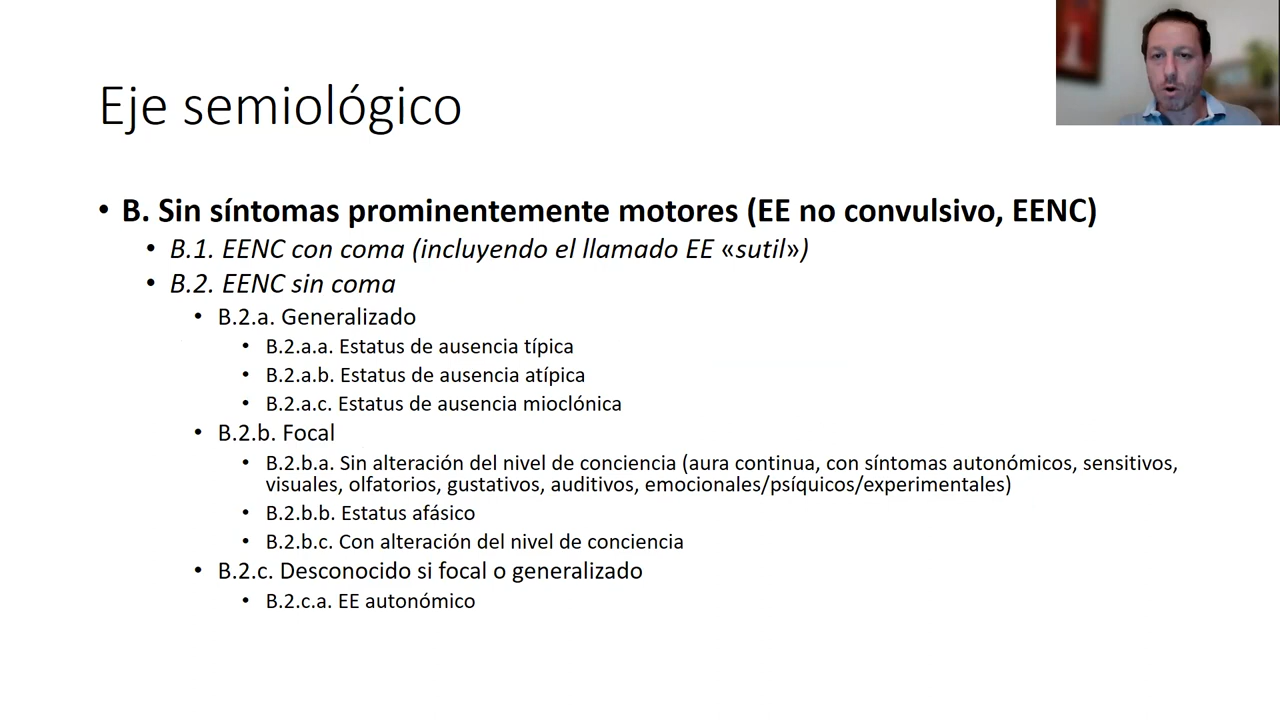 Eje semiológico
• B. Sin síntomas prominentemente motores (EE no convulsivo, EENC)
• B.1. EENC con coma (incluyendo el llamado EE «sutil»)
• B.2. EENC sin coma
• B.2.a. Generalizado
• B.2.a.a. Estatus de ausencia típica
• B.2.a.b. Estatus de ausencia atípica
• B.2.a.c. Estatus de ausencia mioclónica
• B.2.b. Focal
• B.2.b.a. Sin alteración del nivel de conciencia (aura continua, con síntomas autonómicos, sensitivos,
visuales, olfatorios, gustativos, auditivos, emocionales/psíquicos/experimentales)
• B.2.b.b. Estatus afásico
• B.2.b.c. Con alteración del nivel de conciencia
• B.2.c. Desconocido si focal o generalizado
• B.2.c.a. EE autonómico